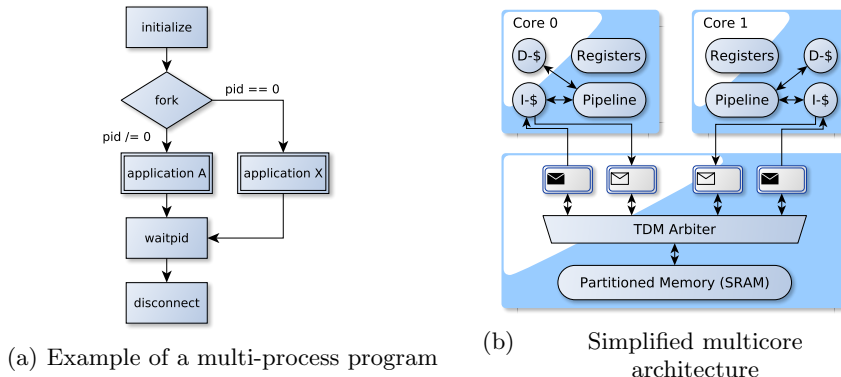 initialize
fork
pid == 0
pid /= 0
application A
application X
waitpid
disconnect
(a) Example of a multi-process program
Core 0
D-$
Registers
I-$
Pipeline
Core 1
Registers
D-$
Pipeline
I-$
TDM Arbiter
Partitioned Memory (SRAM)
(b) Simplified multicore
architecture